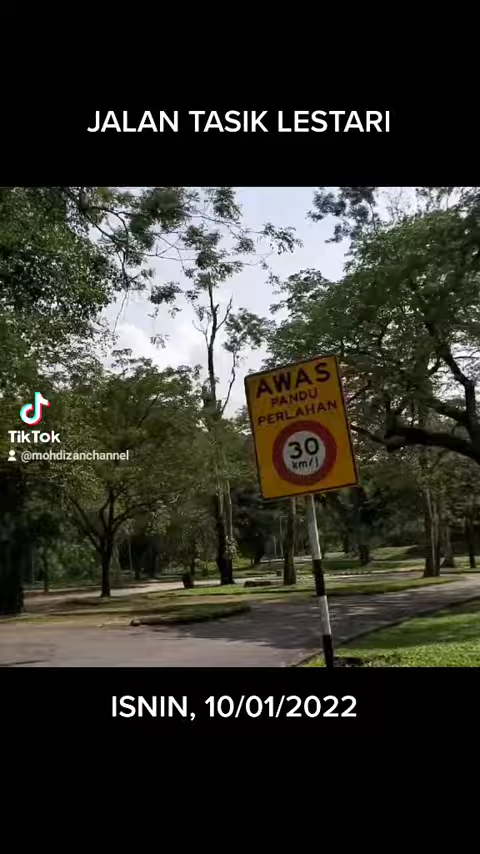 JALAN TASIK LESTARI
AWAS
PANDU
PERLAHAN
30
km/j
TikTok
@mohdizanchannel
ISNIN, 10/01/2022